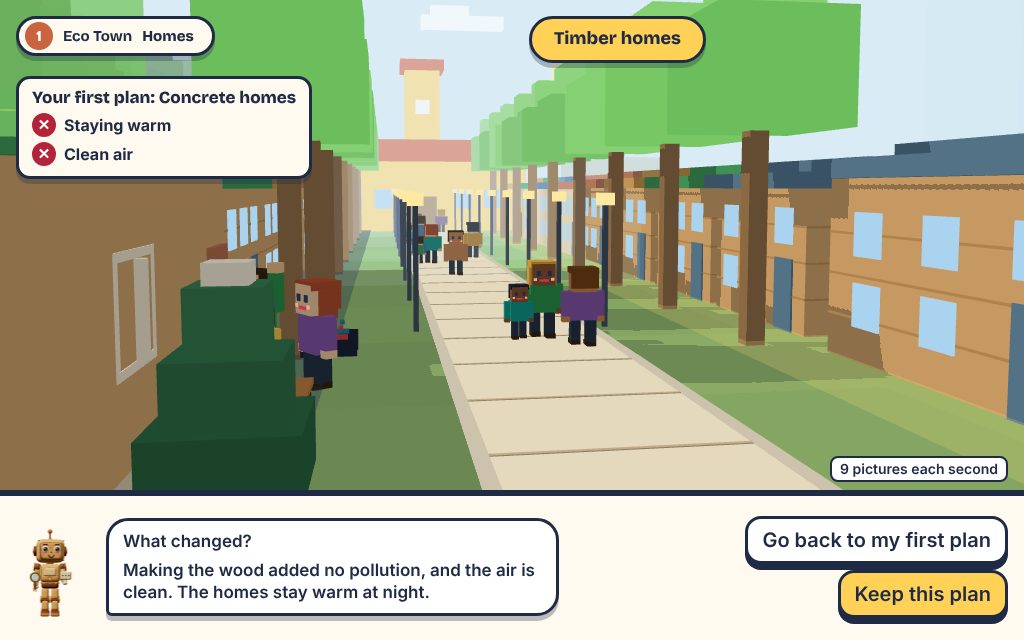 1 Eco Town Homes
Timber homes
Your first plan: Concrete homes
Staying warm
Clean air
9 pictures each second
What changed?
Making the wood added no pollution, and the air is
clean. The homes stay warm at night.
Go back to my first plan
Keep this plan